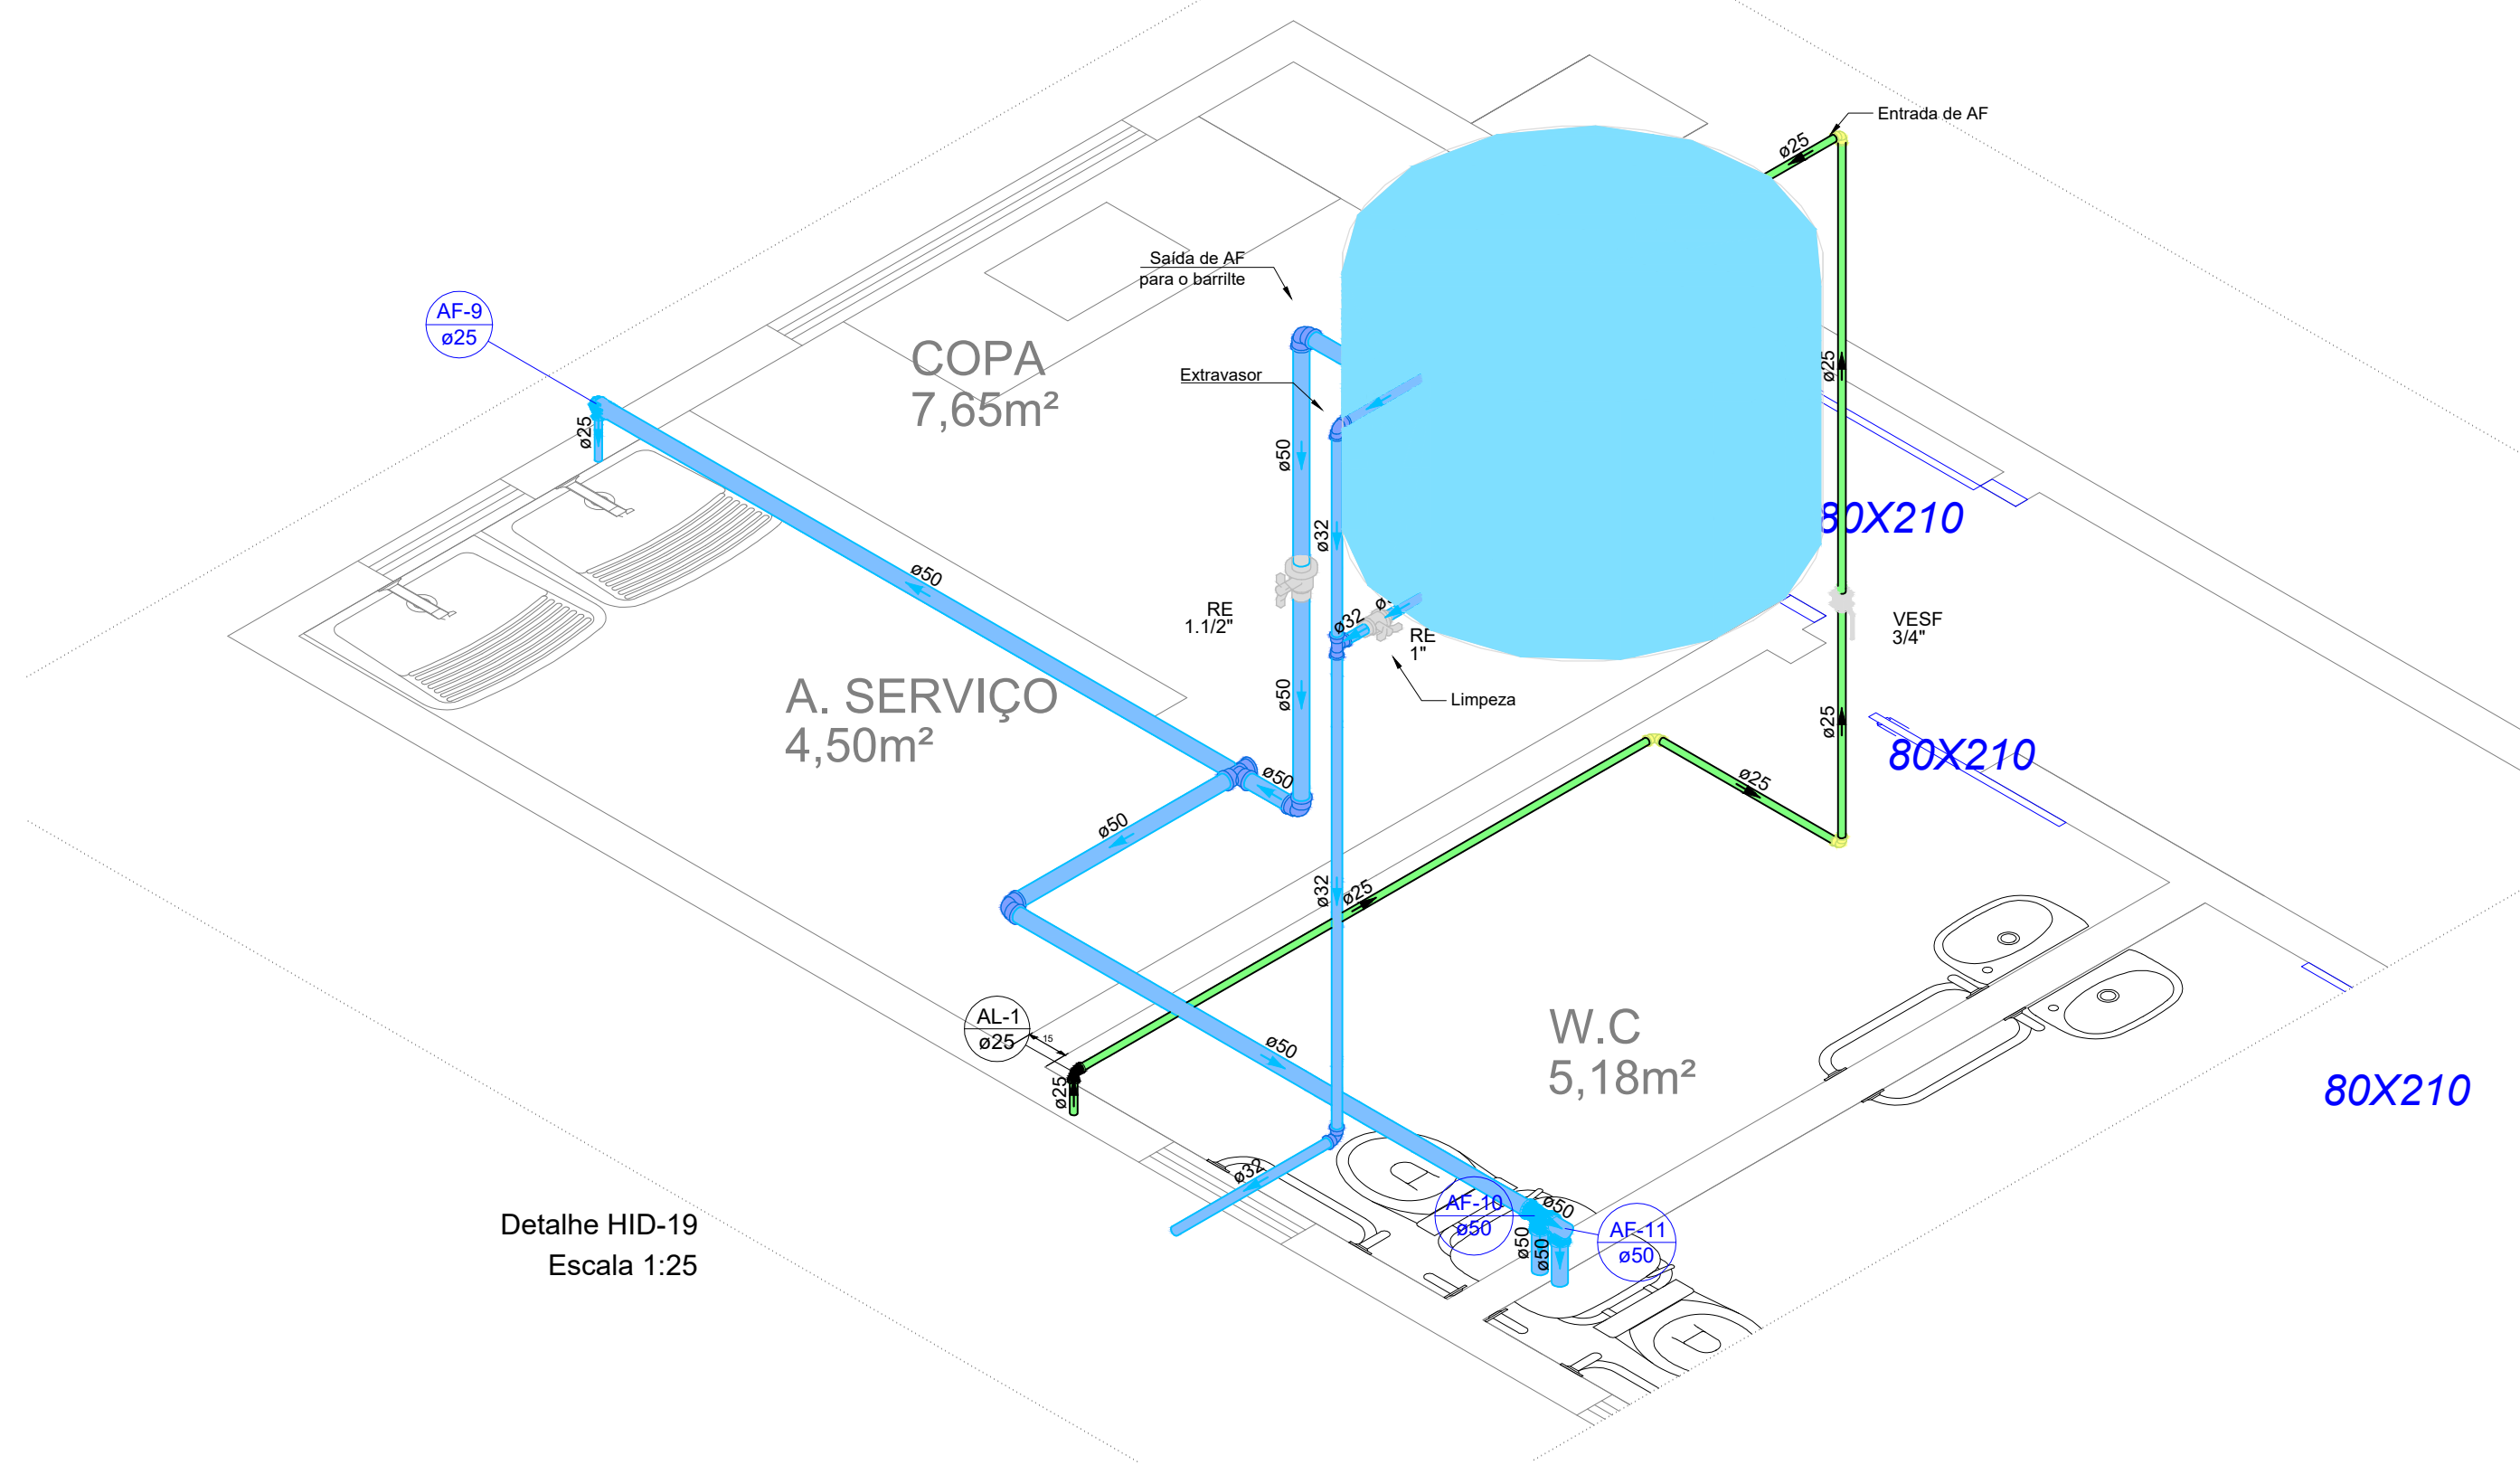 Entrada de AF
ø25
Saída de AF
para o barrilte
AF-9
ø25
COPA
7,65m²
Extravasor
ø25
ø25
ø50
80X210
ø32
ø50
RE
1.1/2"
ø32
RE
1"
VESF
3/4"
A. SERVIÇO
4,50m²
ø50
Limpeza
ø25
80X210
ø50
ø25
ø50
ø32
ø25
AL-1
ø25
15
W.C
5,18m²
ø50
ø25
80X210
ø32
AF-10
ø50
ø50
AF-11
ø50
ø50
ø50
Detalhe HID-19
Escala 1:25